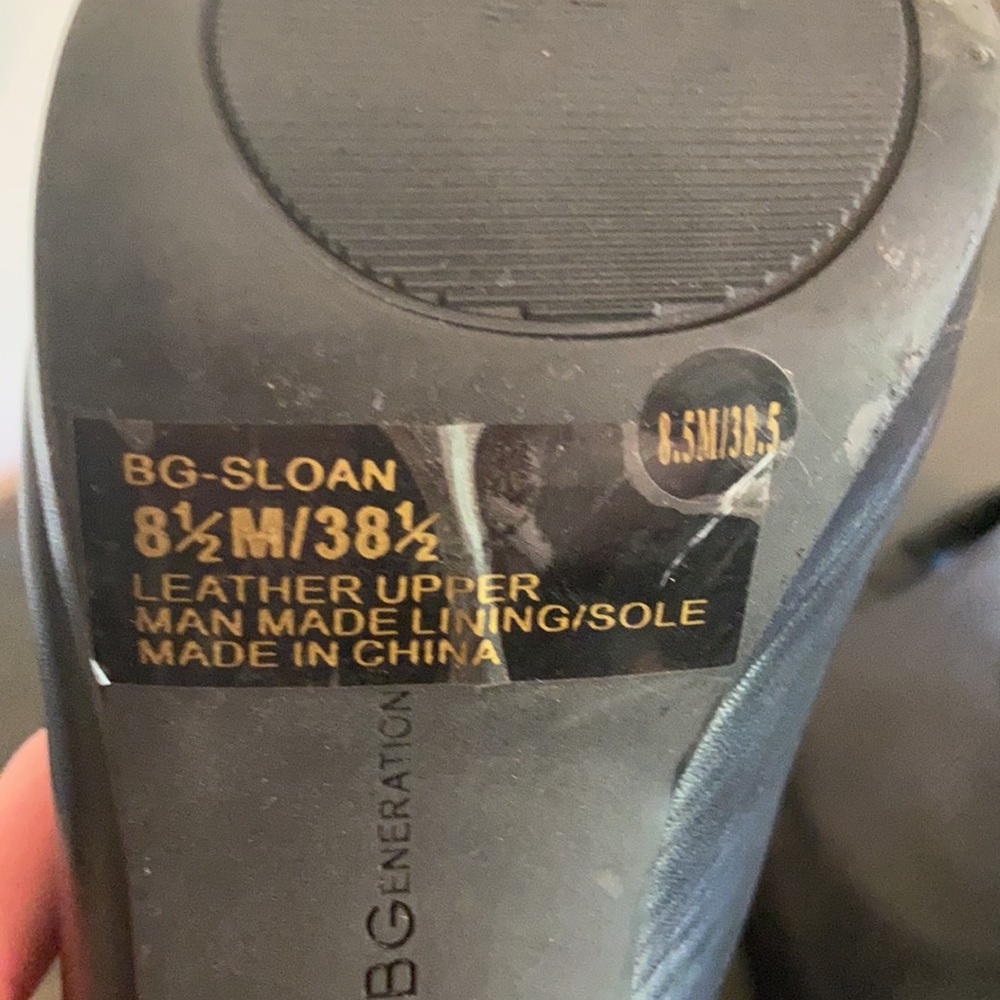 8.5M/38.5
BG-SLOAN
8½M/38½
LEATHER UPPER
MAN MADE LINING/SOLE
MADE IN CHINA
BGENERATION